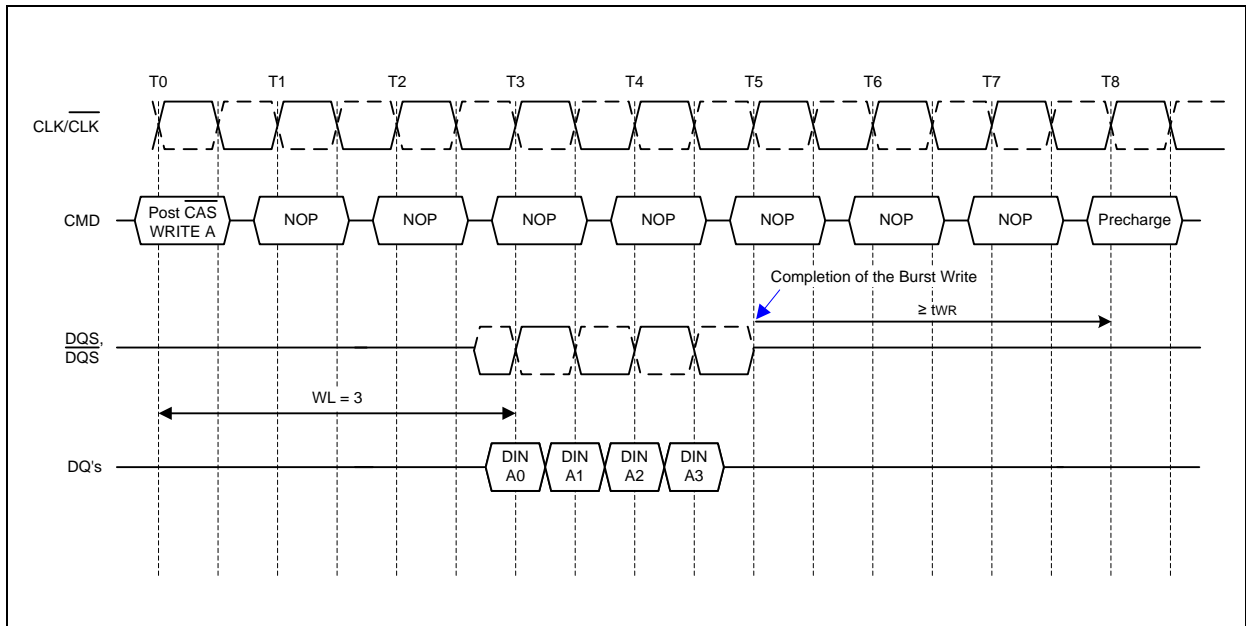 T0 T1 T2 T3 T4 T5 T6 T7 T8
CLK/CLK
CMD
Post CAS
WRITE A
NOP NOP NOP NOP NOP NOP NOP Precharge
Completion of the Burst Write
≥ tWR
DQS,
DQS
WL = 3
DQ's
DIN DIN DIN DIN
A0 A1 A2 A3